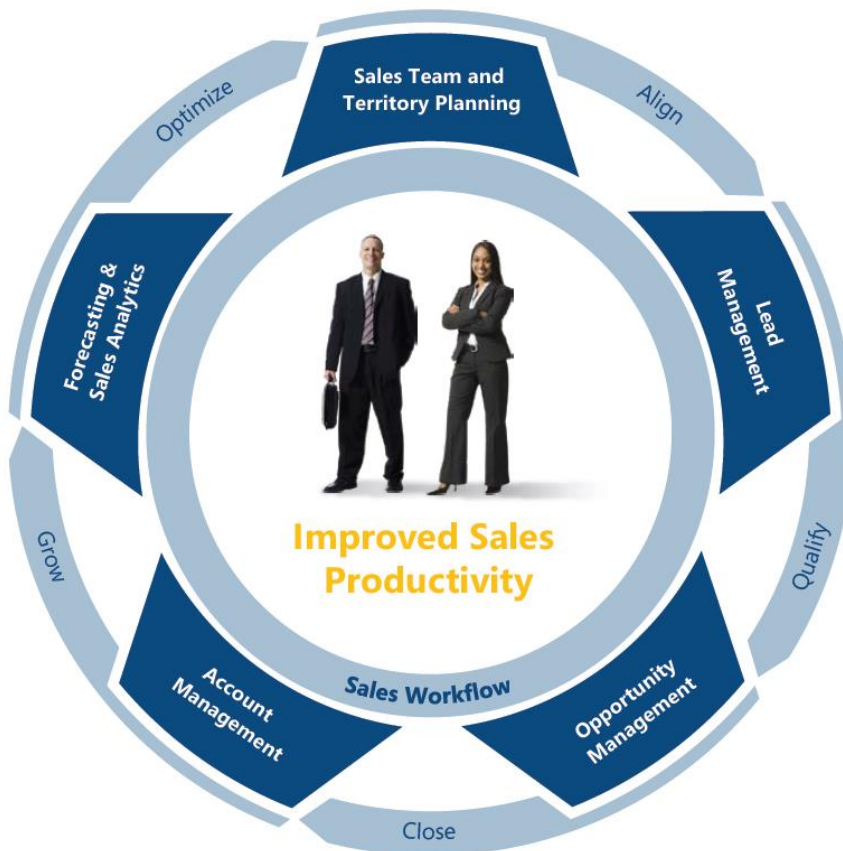 Sales Team and
Territory Planning
Align
Lead
Management
Qualify
Opportunity
Management
Close
Account
Management
Grow
Forecasting &
Sales Analytics
Optimize
Improved Sales
Productivity
Sales Workflow